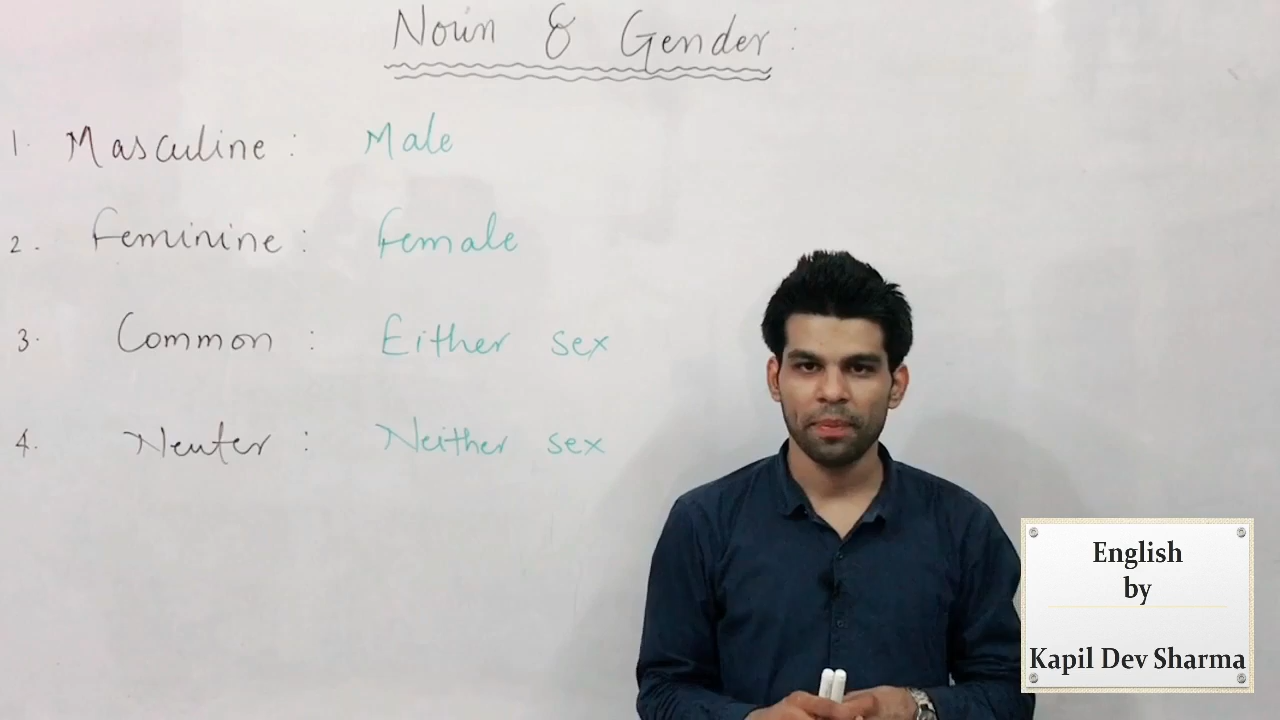 Noun & Gender:
1. Masculine: Male
2. Feminine: Female
3. Common: Either sex
4. Neuter: Neither sex
English
by
Kapil Dev Sharma